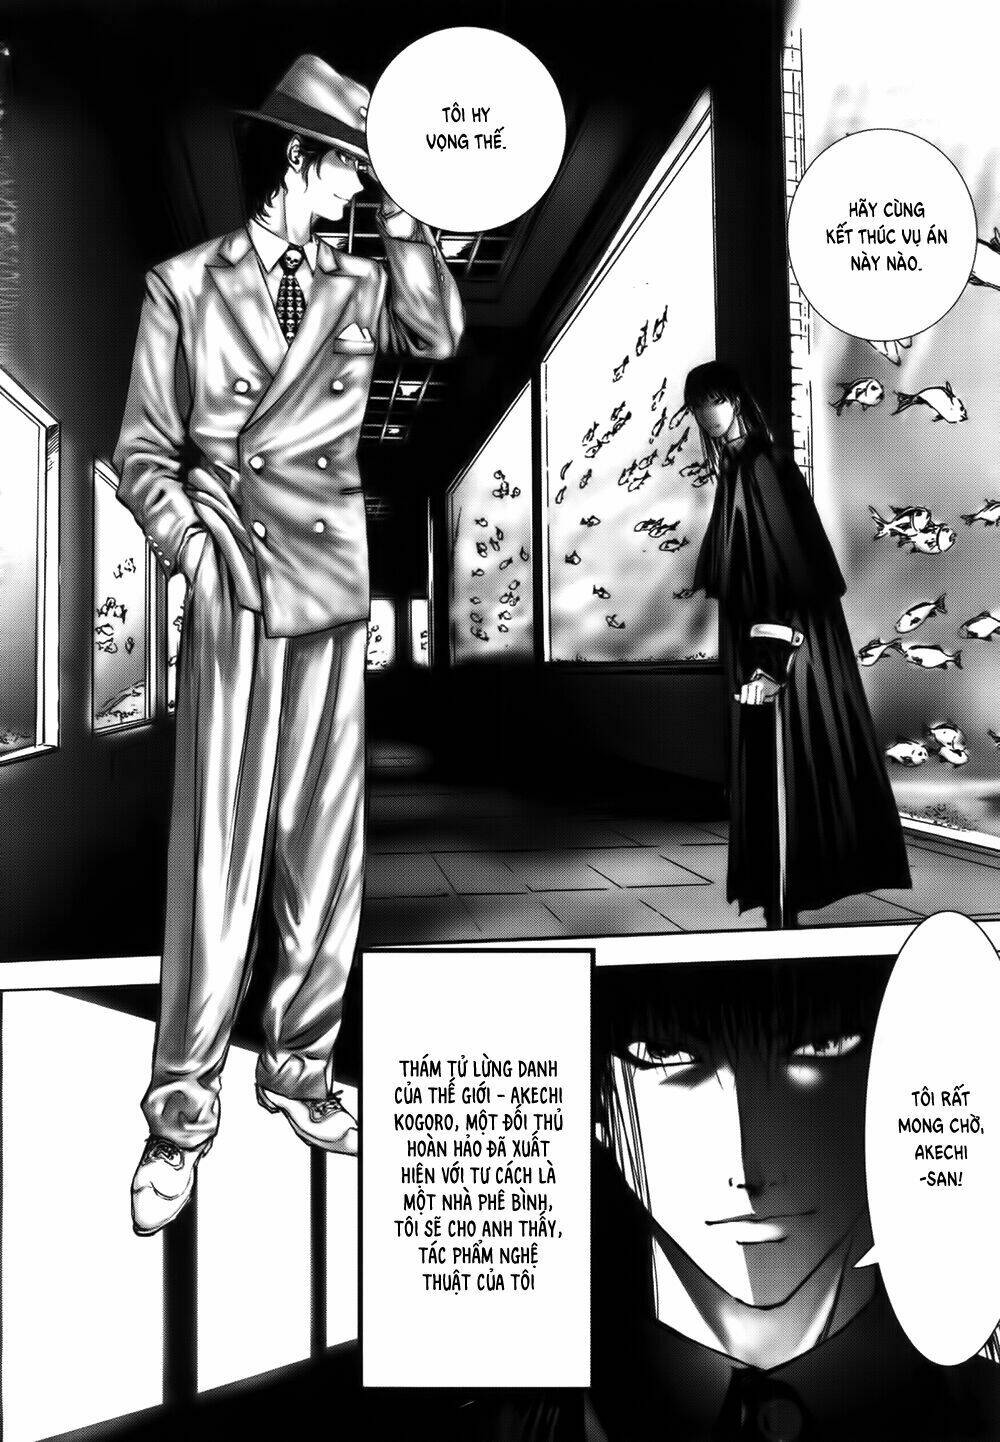 HÃY CÙNG
KẾT THÚC VỤ ÁN
NÀY NÀO.
TÔI HY
VỌNG THẾ.
TÔI RẤT
MONG CHỜ,
AKECHI
-SAN!
THÁM TỬ LỪNG DANH
CỦA THẾ GIỚI - AKECHI
KOGORO, MỘT ĐỐI THỦ
HOÀN HẢO ĐÃ XUẤT
HIỆN VỚI TƯ CÁCH LÀ
MỘT NHÀ PHÊ BÌNH,
TÔI SẼ CHO ANH THẤY,
TÁC PHẨM NGHỆ
THUẬT CỦA TÔI